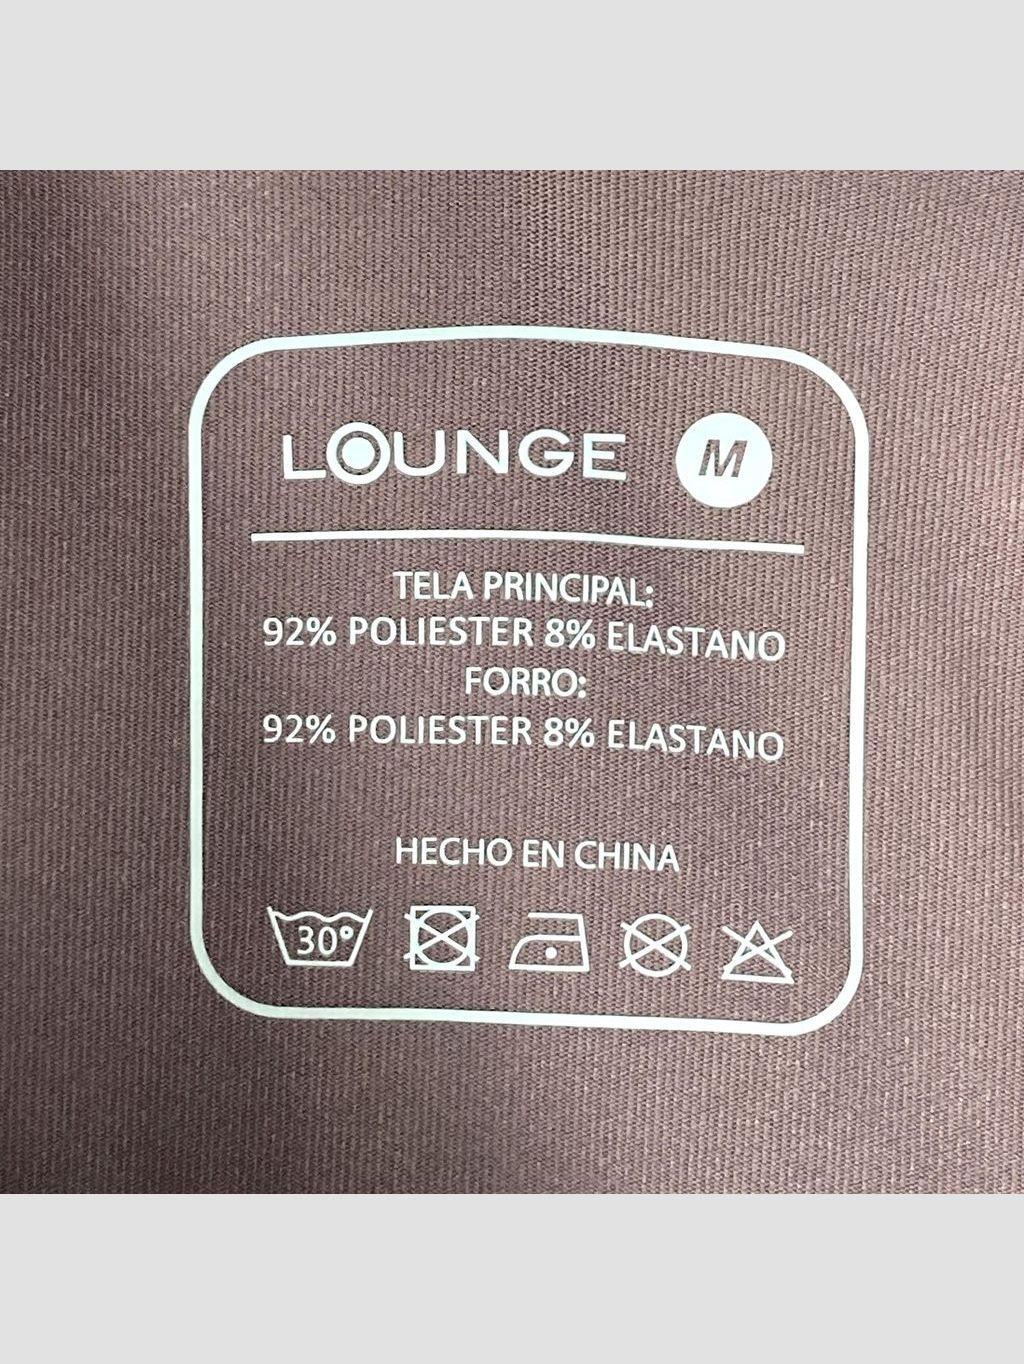 LOUNGE M
TELA PRINCIPAL:
92% POLIESTER 8% ELASTANO
FORRO:
92% POLIESTER 8% ELASTANO
HECHO EN CHINA
30°